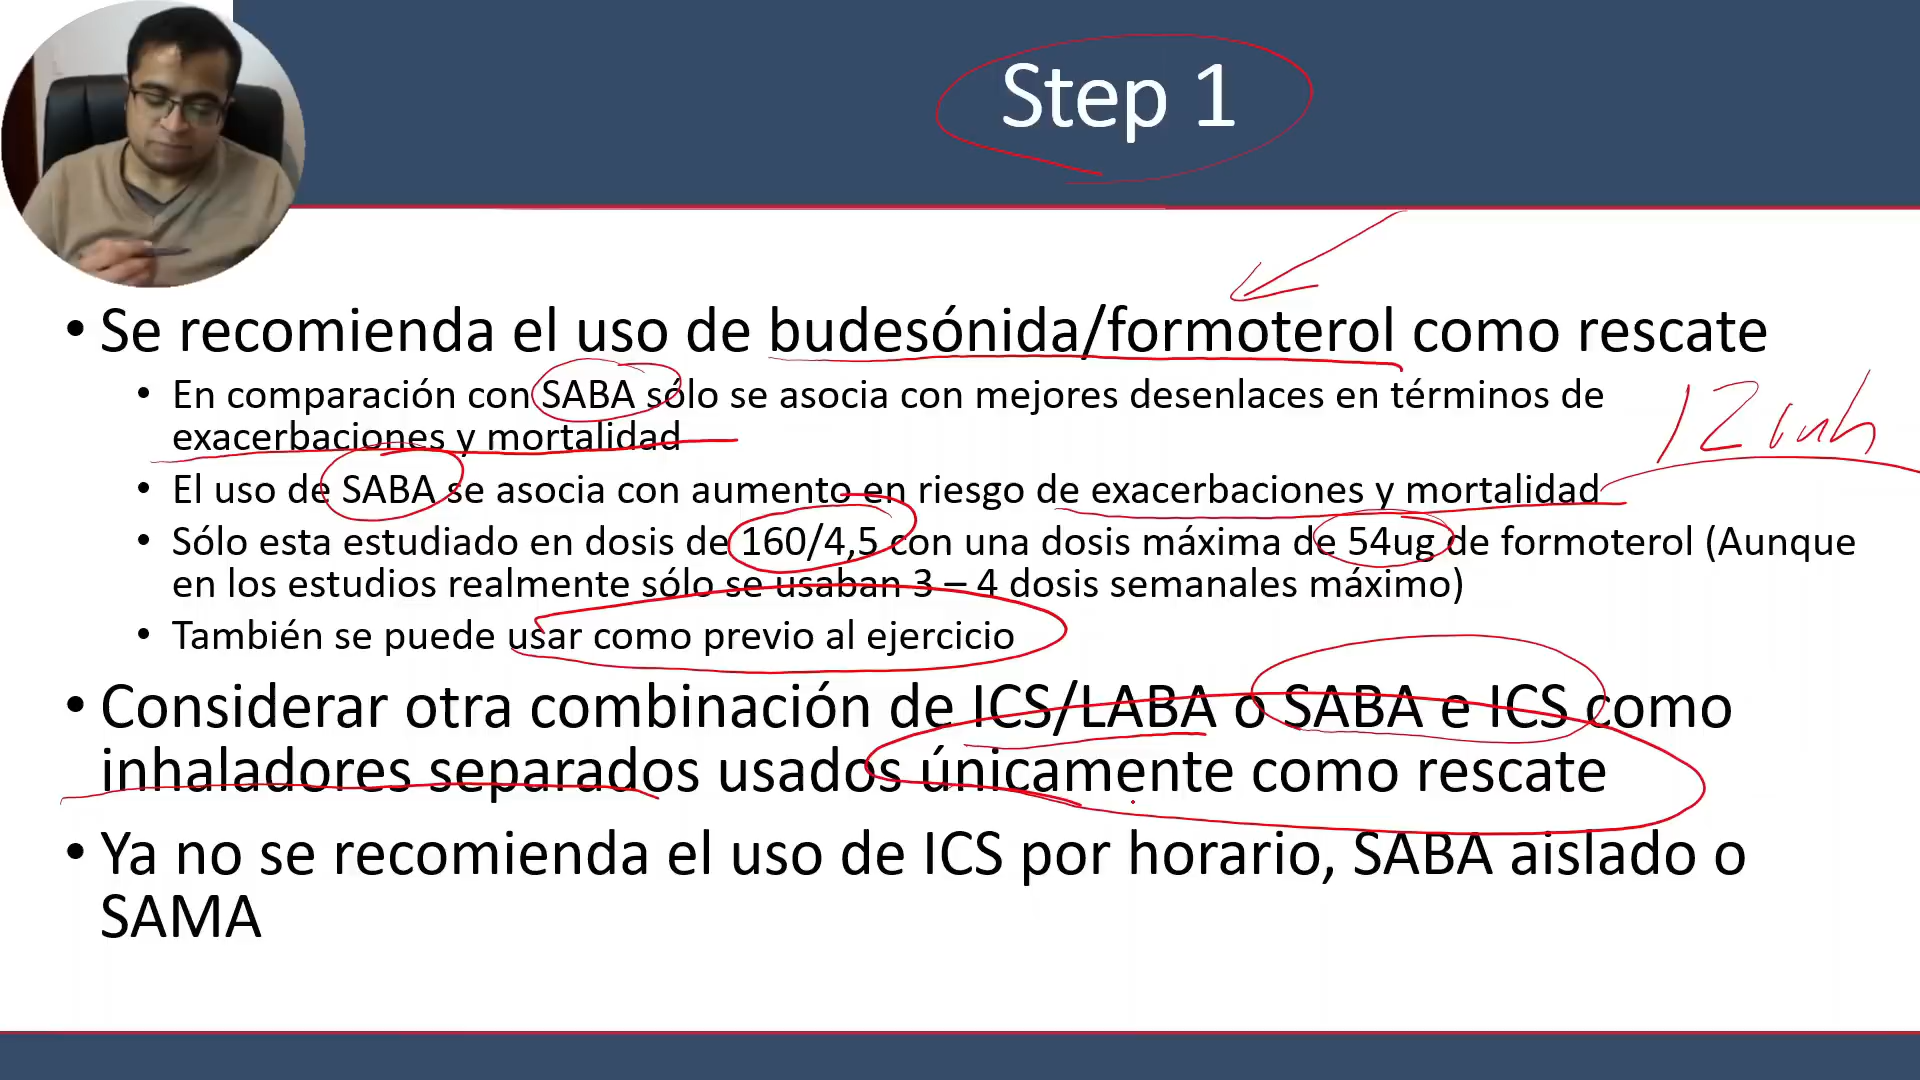 Step 1
• Se recomienda el uso de budesónida/formoterol como rescate
• En comparación con SABA sólo se asocia con mejores desenlaces en términos de
exacerbaciones y mortalidad
12 inh
• El uso de SABA se asocia con aumento en riesgo de exacerbaciones y mortalidad
• Sólo esta estudiado en dosis de 160/4,5 con una dosis máxima de 54ug de formoterol (Aunque
en los estudios realmente sólo se usaban 3 – 4 dosis semanales máximo)
• También se puede usar como previo al ejercicio
• Considerar otra combinación de ICS/LABA o SABA e ICS como
inhaladores separados usados únicamente como rescate
• Ya no se recomienda el uso de ICS por horario, SABA aislado o
SAMA